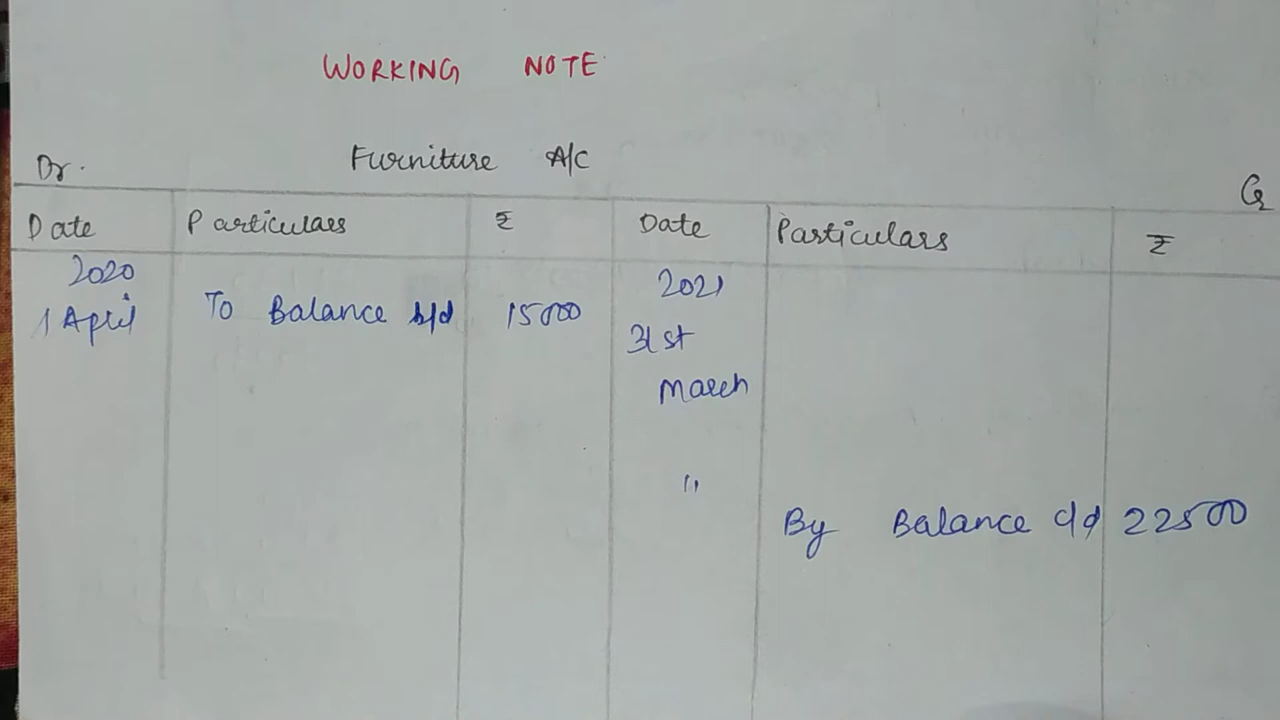 WORKING NOTE
Furniture A/C
Dr.
Cr
Date Particulars ₹ Date Particulars ₹
2020 2021
1 April To Balance b/d 15000 31st
March
"
By Balance c/d 22500